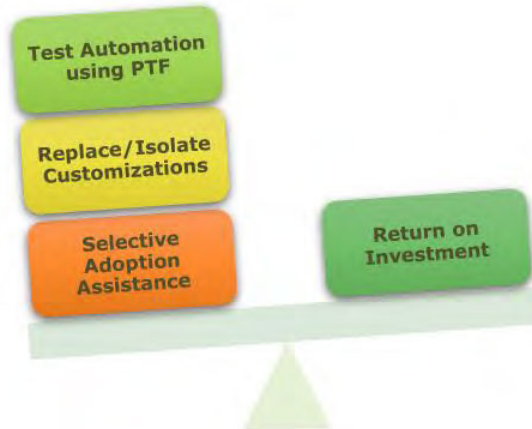 Test Automation
using PTF
Replace/Isolate
Customizations
Selective
Adoption
Assistance
Return on
Investment